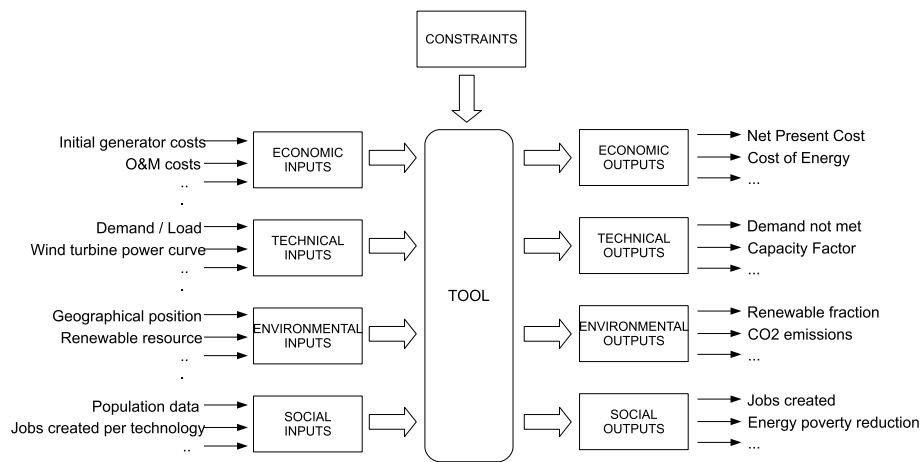 CONSTRAINTS
Initial generator costs
O&M costs
..
.
ECONOMIC
INPUTS
Demand / Load
Wind turbine power curve
..
.
TECHNICAL
INPUTS
Geographical position
Renewable resource
..
.
ENVIRONMENTAL
INPUTS
Population data
Jobs created per technology
..
SOCIAL
INPUTS
TOOL
ECONOMIC
OUTPUTS
Net Present Cost
Cost of Energy
...
TECHNICAL
OUTPUTS
Demand not met
Capacity Factor
...
ENVIRONMENTAL
OUTPUTS
Renewable fraction
CO2 emissions
...
SOCIAL
OUTPUTS
Jobs created
Energy poverty reduction
...